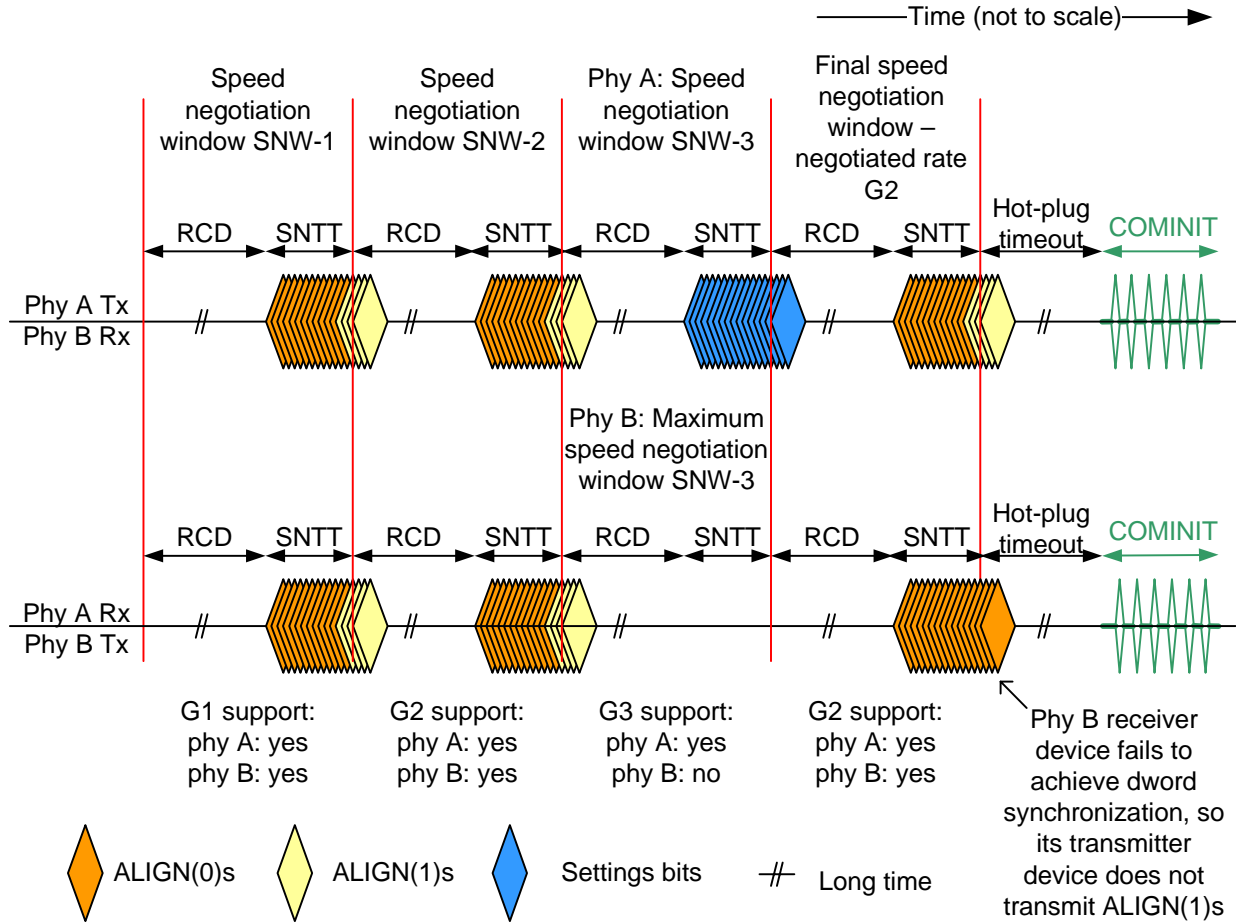 Time (not to scale)
Speed
negotiation
window SNW-1
Speed
negotiation
window SNW-2
Phy A: Speed
negotiation
window SNW-3
Final speed
negotiation
window –
negotiated rate
G2
RCD
SNTT
RCD
SNTT
RCD
SNTT
RCD
SNTT
Hot-plug
timeout
COMINIT
Phy A Tx
Phy B Rx
Phy B: Maximum
speed negotiation
window SNW-3
RCD
SNTT
RCD
SNTT
RCD
SNTT
RCD
SNTT
Hot-plug
timeout
COMINIT
Phy A Rx
Phy B Tx
G1 support:
phy A: yes
phy B: yes
G2 support:
phy A: yes
phy B: yes
G3 support:
phy A: yes
phy B: no
G2 support:
phy A: yes
phy B: yes
Phy B receiver
device fails to
achieve dword
synchronization, so
its transmitter
device does not
transmit ALIGN(1)s
ALIGN(0)s
ALIGN(1)s
Settings bits
Long time